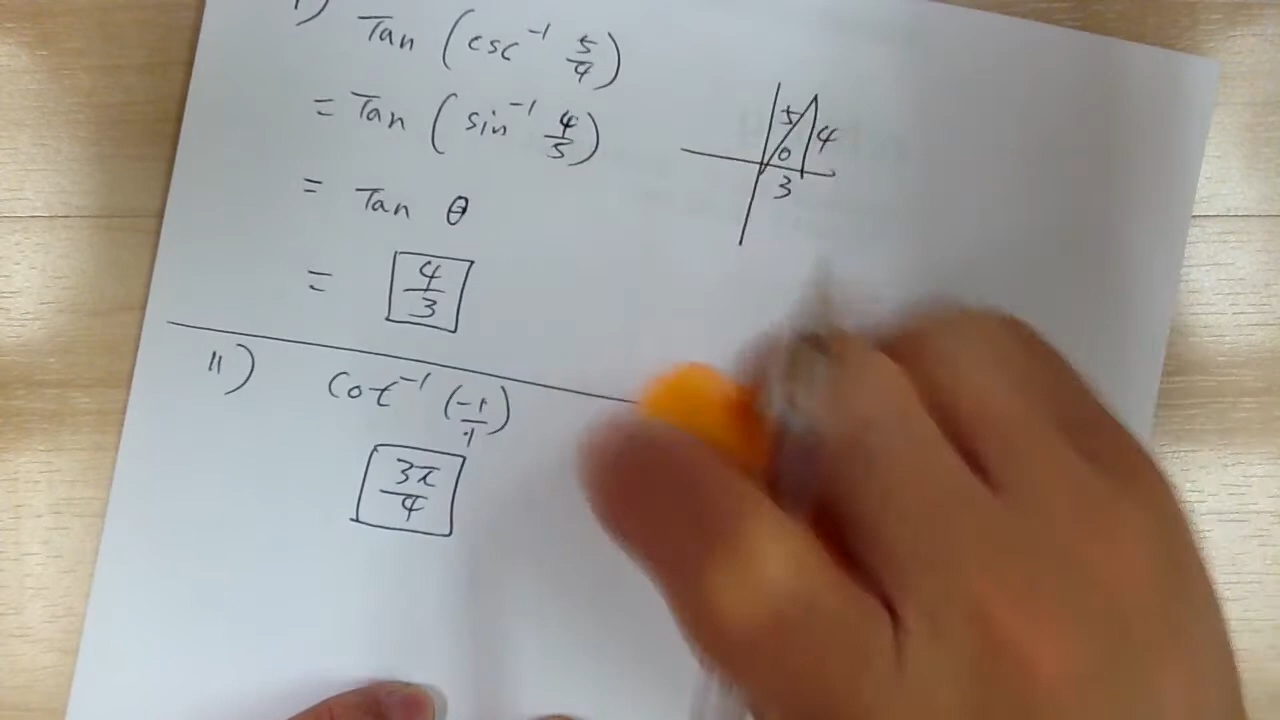 Tan (csc⁻¹ 5/4)
= Tan (sin⁻¹ 4/5)
5 4
θ
3
= Tan θ
= 4/3
11) Cot⁻¹ (-1/1)
3π/4